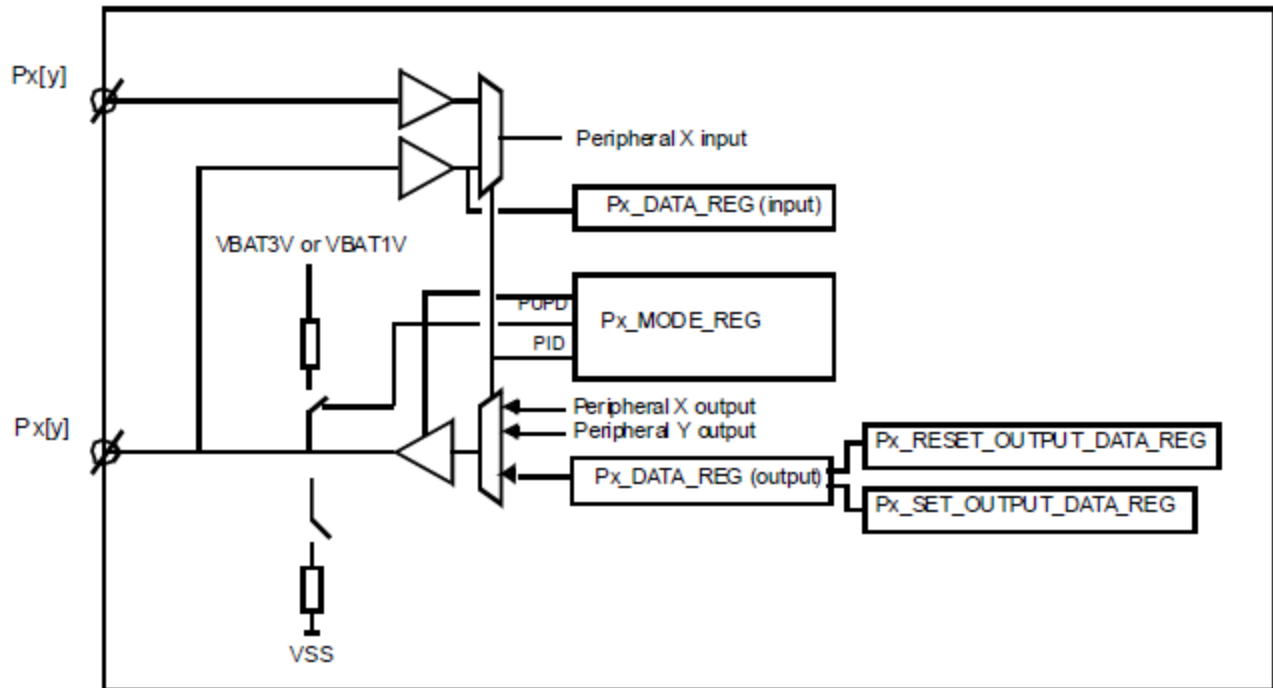 Px[y]
Peripheral X input
Px_DATA_REG (input)
VBAT3V or VBAT1V
PUPD
Px_MODE_REG
PID
Px[y]
Peripheral X output
Peripheral Y output
Px_DATA_REG (output)
Px_RESET_OUTPUT_DATA_REG
Px_SET_OUTPUT_DATA_REG
VSS